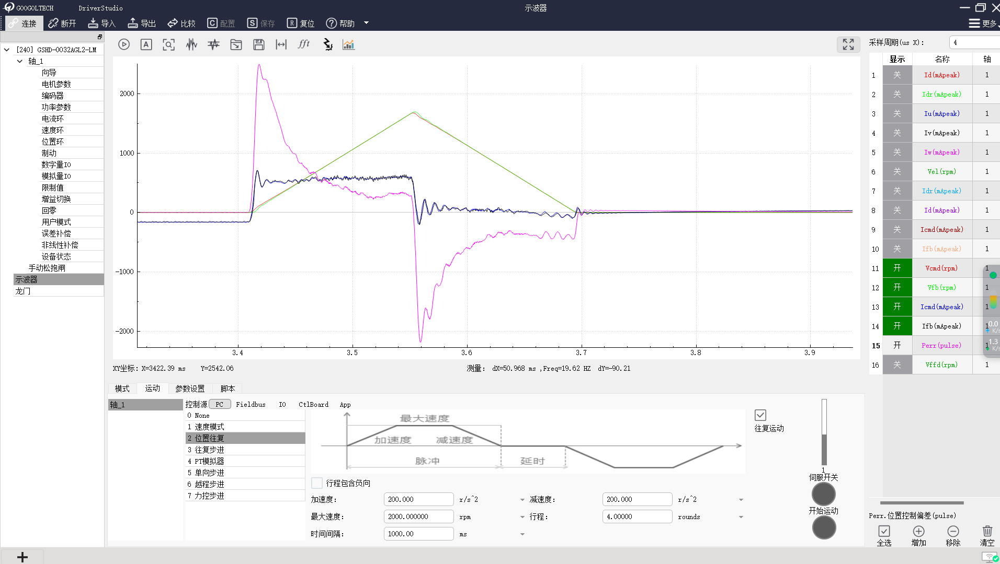 GOOGOLTECH DriverStudio 示波器
连接 断开 导入 导出 比较 C 配置 S 保存 R 复位 ? 帮助 更多
A fft 采样周期(us X): 4
[240] GSHD-0032AGL2-LM
轴_1
向导
电机参数
编码器
功率参数
电流环
速度环
位置环
制动
数字量IO
模拟量IO
限制值
增益切换
回零
用户模式
误差补偿
非线性补偿
设备状态
手动松抱闸
示波器
龙门
2000
1000
0
-1000
-2000
3.4 3.5 3.6 3.7 3.8 3.9
XY坐标: X=3422.39 ms Y=2542.06 测量: dX=50.968 ms ,Freq=19.62 HZ dY=-90.21
显示 名称 轴
1 关 Id(mApeak) 1
2 关 Idr(mApeak) 1
3 关 Iu(mApeak) 1
4 关 Iv(mApeak) 1
5 关 Iw(mApeak) 1
6 关 Vel(rpm) 1
7 关 Idr(mApeak) 1
8 关 Id(mApeak) 1
9 关 Icmd(mApeak) 1
10 关 Ifb(mApeak) 1
11 开 Vcmd(rpm) 1
12 开 Vfb(rpm) 1
13 开 Icmd(mApeak) 1
14 开 Ifb(mApeak) 1
15 开 Perr(pulse) 1
16 关 Vffd(rpm) 1
0.0
K/s
1.3
K/s
模式 运动 参数设置 脚本
轴_1
控制源 PC Fieldbus IO CtlBoard App
0 None
1 速度模式
2 位置往复
3 往复步进
4 PT模拟器
5 单向步进
6 越程步进
7 力控步进
最大速度
加速度 减速度
脉冲 延时
往复运动
行程包含负向
加速度: 200.000 r/s^2 减速度: 200.000 r/s^2
最大速度: 2000.000000 rpm 行程: 4.00000 rounds
时间间隔: 1000.00 ms
1
伺服开关
开始运动
Perr.位置控制偏差(pulse)
全选 增加 移除 清空